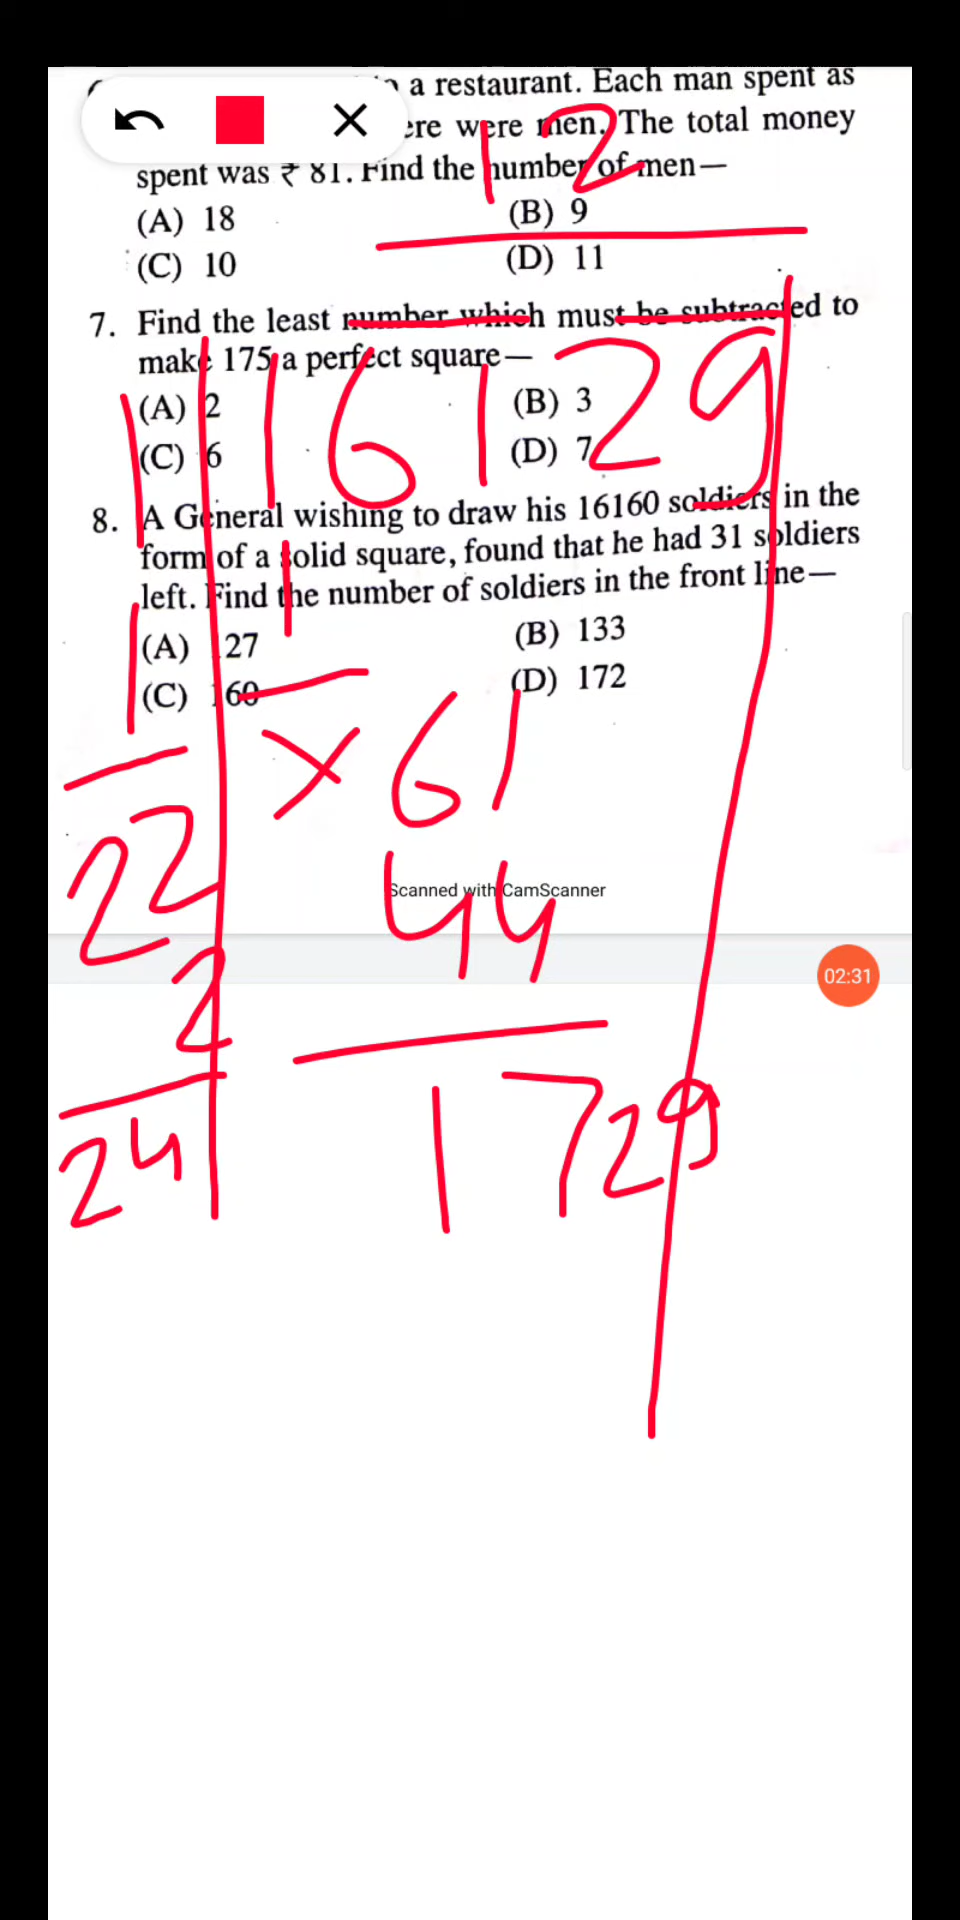 a restaurant. Each man spent as
ere were men. The total money
spent was ₹ 81. Find the number of men—
12
(A) 18 (B) 9
(C) 10 (D) 11
7. Find the least number which must be subtracted to
make 175 a perfect square—
1 16129
(A) 2 (B) 3
(C) 6 (D) 7
8. A General wishing to draw his 16160 soldiers in the
form of a solid square, found that he had 31 soldiers
left. Find the number of soldiers in the front line—
1 1
(A) 127 (B) 133
(C) 160 (D) 172
×61
22
44
Scanned with CamScanner
2
02:31
24
1729